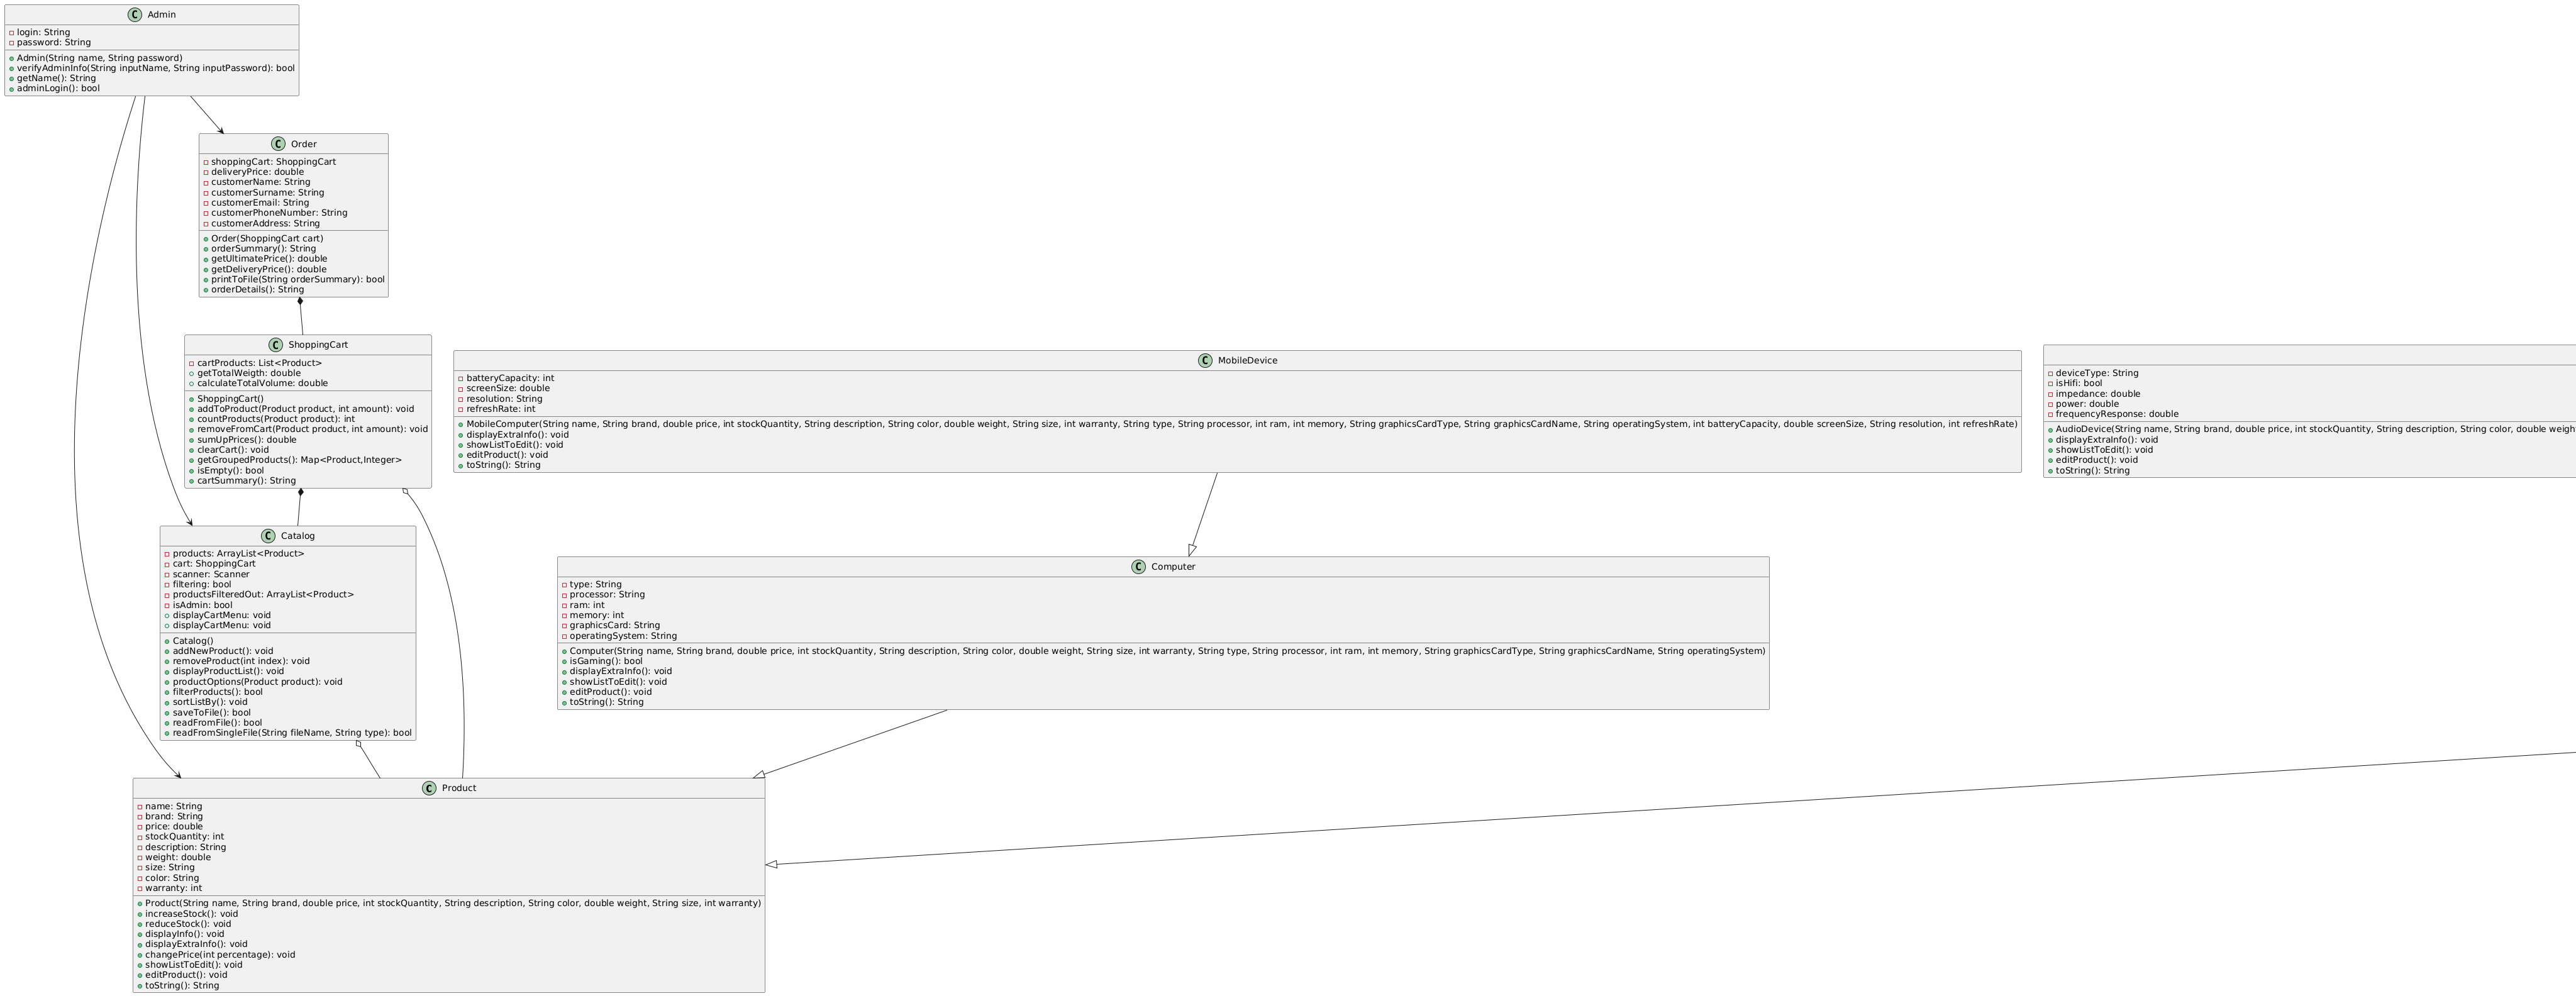 Admin
login: String
password: String
Admin(String name, String password)
verifyAdminInfo(String inputName, String inputPassword): bool
getName(): String
adminLogin(): bool
Order
shoppingCart: ShoppingCart
deliveryPrice: double
customerName: String
customerSurname: String
customerEmail: String
customerPhoneNumber: String
customerAddress: String
Order(ShoppingCart cart)
orderSummary(): String
getUltimatePrice(): double
getDeliveryPrice(): double
printToFile(String orderSummary): bool
orderDetails(): String
ShoppingCart
cartProducts: List<Product>
getTotalWeigth: double
calculateTotalVolume: double
ShoppingCart()
addToProduct(Product product, int amount): void
countProducts(Product product): int
removeFromCart(Product product, int amount): void
sumUpPrices(): double
clearCart(): void
getGroupedProducts(): Map<Product,Integer>
isEmpty(): bool
cartSummary(): String
MobileDevice
batteryCapacity: int
screenSize: double
resolution: String
refreshRate: int
MobileComputer(String name, String brand, double price, int stockQuantity, String description, String color, double weight, String size, int warranty, String type, String processor, int ram, int memory, String graphicsCardType, String graphicsCardName, String operatingSystem, int batteryCapacity, double screenSize, String resolution, int refreshRate)
displayExtraInfo(): void
showListToEdit(): void
editProduct(): void
toString(): String
deviceType: String
isHifi: bool
impedance: double
power: double
frequencyResponse: double
AudioDevice(String name, String brand, double price, int stockQuantity, String description, String color, double weigh
displayExtraInfo(): void
showListToEdit(): void
editProduct(): void
toString(): String
Catalog
products: ArrayList<Product>
cart: ShoppingCart
scanner: Scanner
filtering: bool
productsFilteredOut: ArrayList<Product>
isAdmin: bool
displayCartMenu: void
displayCartMenu: void
Catalog()
addNewProduct(): void
removeProduct(int index): void
displayProductList(): void
productOptions(Product product): void
filterProducts(): bool
sortListBy(): void
saveToFile(): bool
readFromFile(): bool
readFromSingleFile(String fileName, String type): bool
Computer
type: String
processor: String
ram: int
memory: int
graphicsCard: String
operatingSystem: String
Computer(String name, String brand, double price, int stockQuantity, String description, String color, double weight, String size, int warranty, String type, String processor, int ram, int memory, String graphicsCardType, String graphicsCardName, String operatingSystem)
isGaming(): bool
displayExtraInfo(): void
showListToEdit(): void
editProduct(): void
toString(): String
Product
name: String
brand: String
price: double
stockQuantity: int
description: String
weight: double
size: String
color: String
warranty: int
Product(String name, String brand, double price, int stockQuantity, String description, String color, double weight, String size, int warranty)
increaseStock(): void
reduceStock(): void
displayInfo(): void
displayExtraInfo(): void
changePrice(int percentage): void
showListToEdit(): void
editProduct(): void
toString(): String